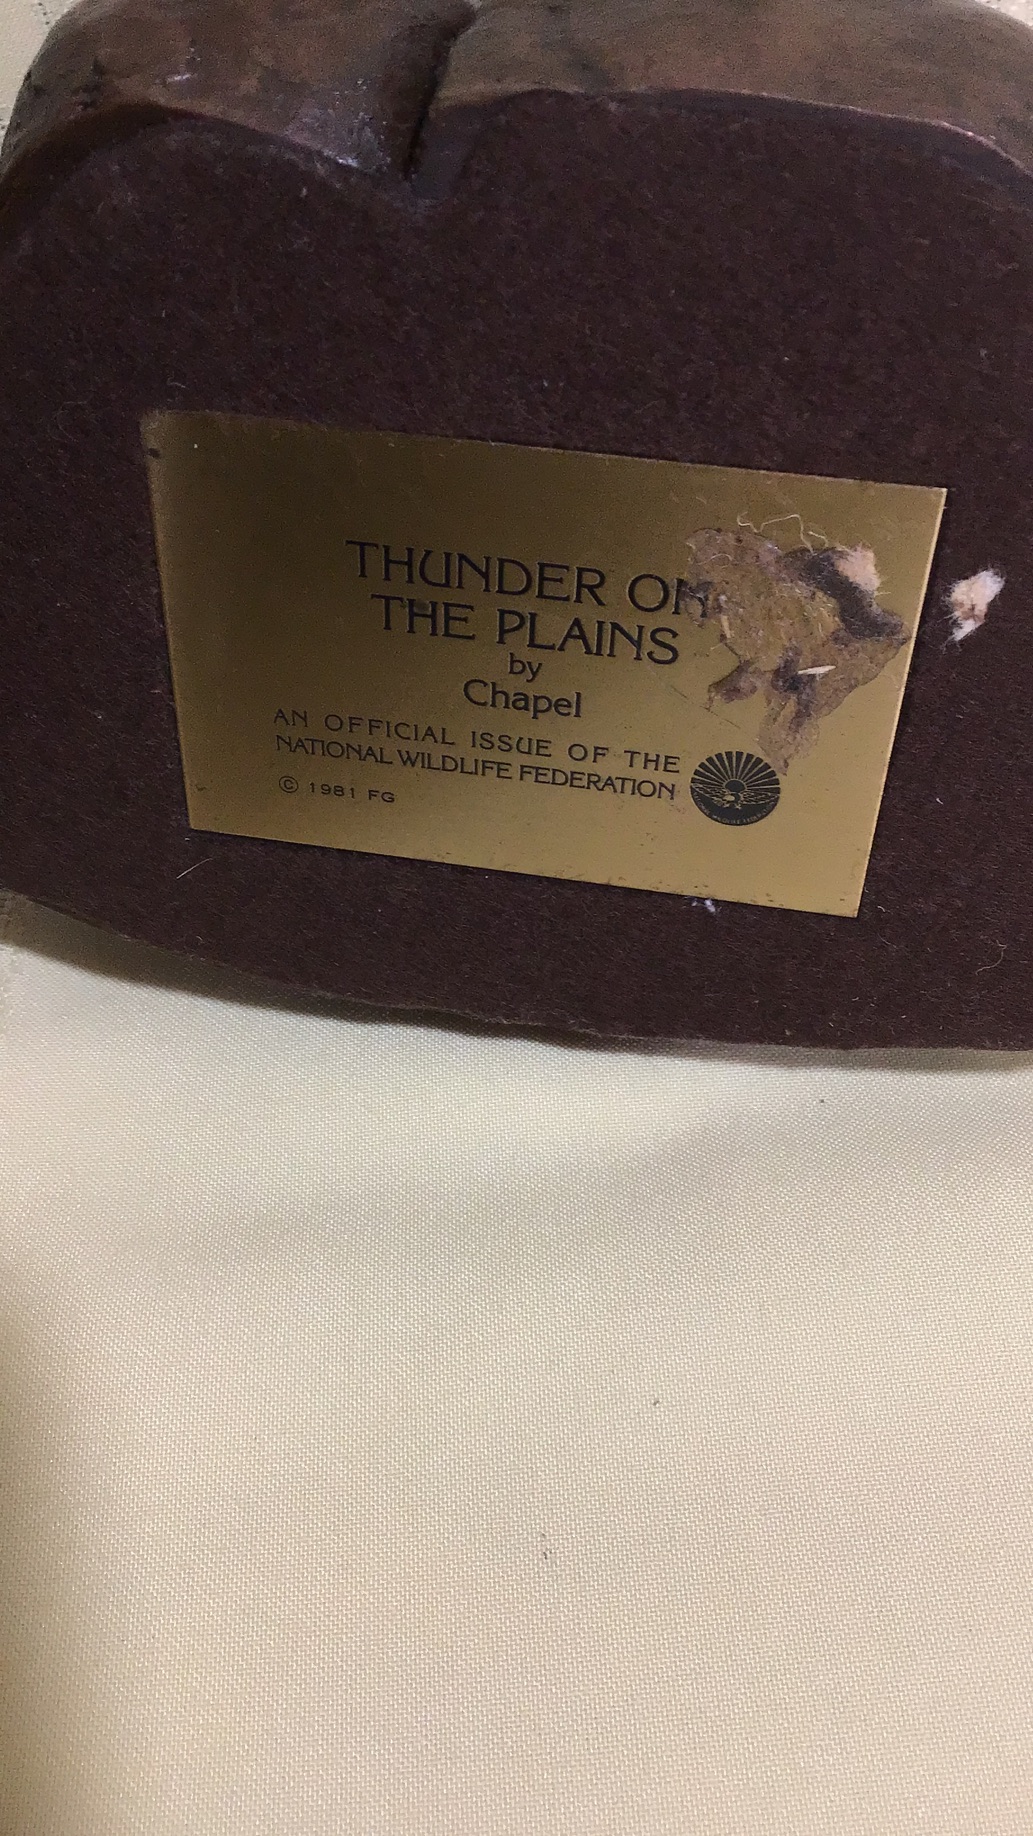 THUNDER ON
THE PLAINS
by
Chapel
AN OFFICIAL ISSUE OF THE
NATIONAL WILDLIFE FEDERATION
© 1981 FG